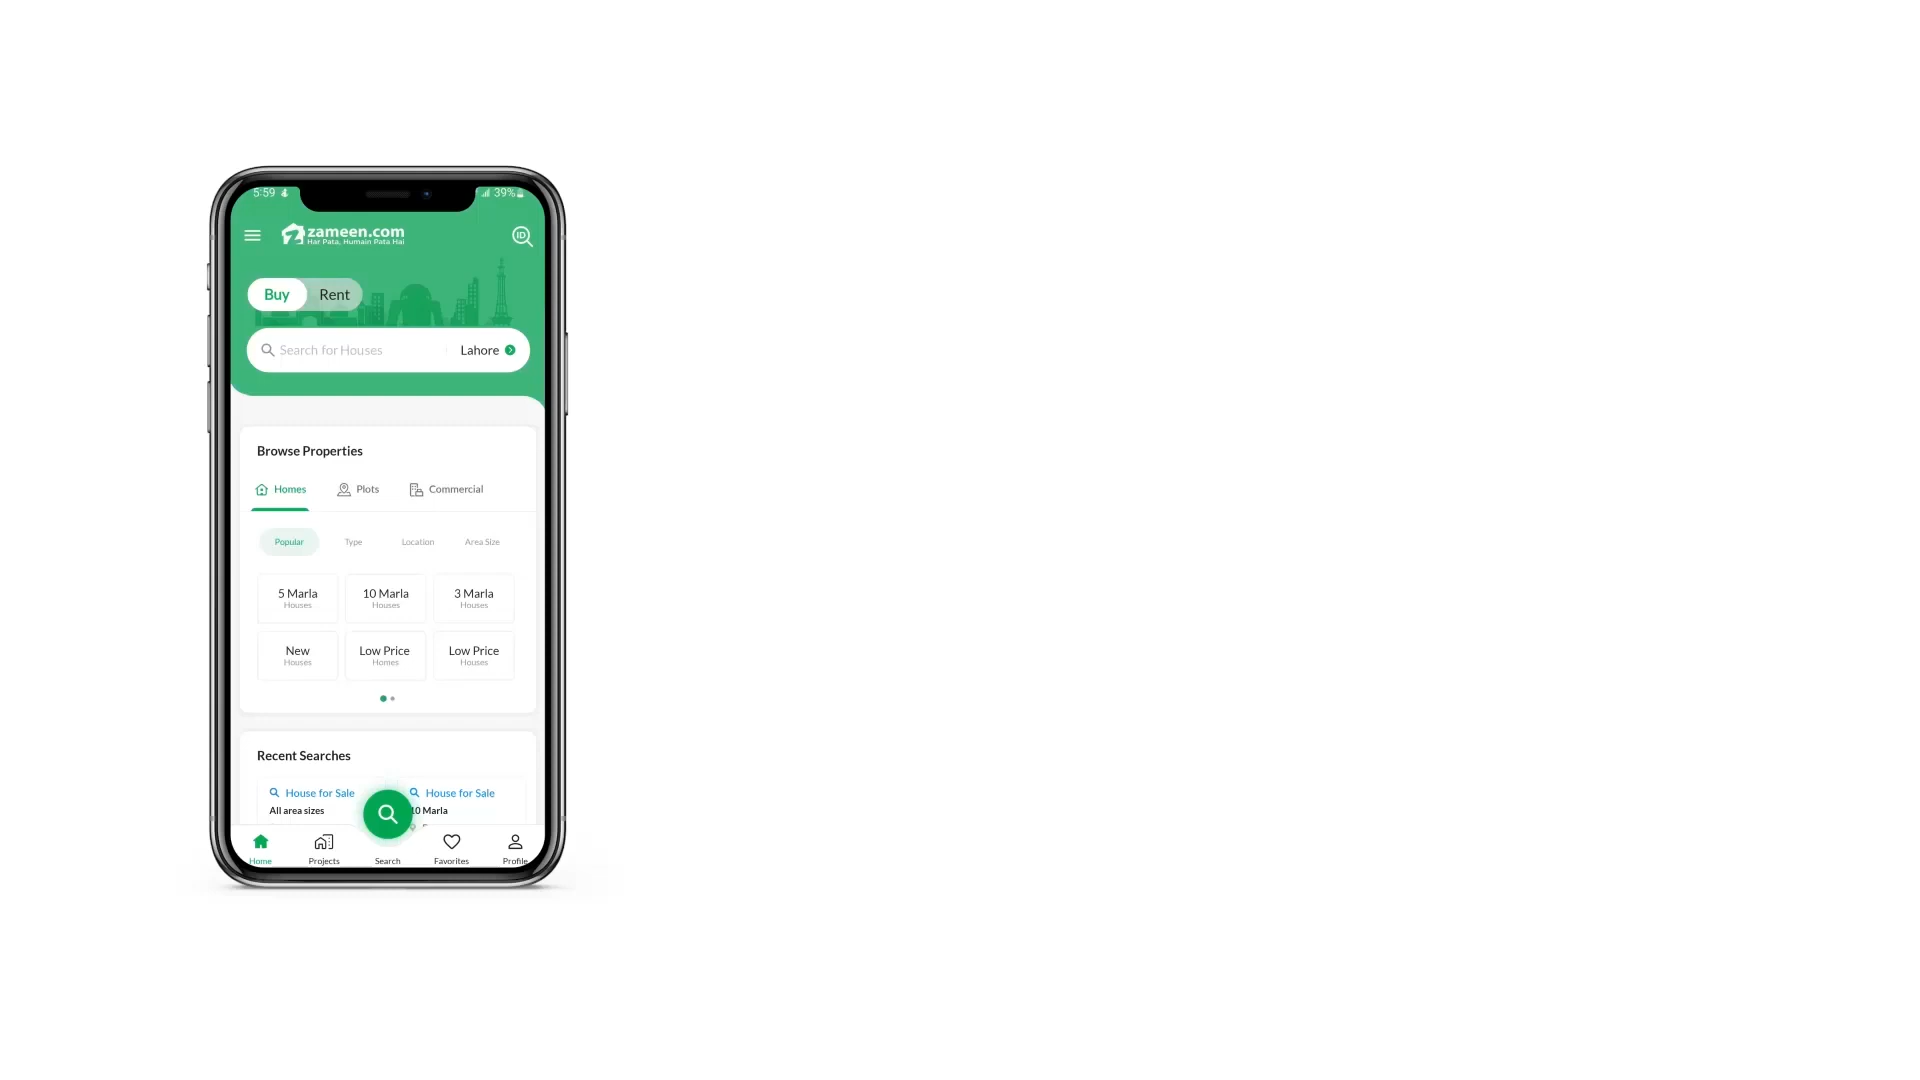 5:59 39%
zameen.com
Har Pata, Humain Pata Hai
ID
Buy Rent
Search for Houses Lahore
Browse Properties
Homes Plots Commercial
Popular Type Location Area Size
5 Marla 10 Marla 3 Marla
Houses Houses Houses
New Low Price Low Price
Houses Homes Houses
Recent Searches
House for Sale House for Sale
All area sizes 10 Marla
Home Projects Search Favorites Profile